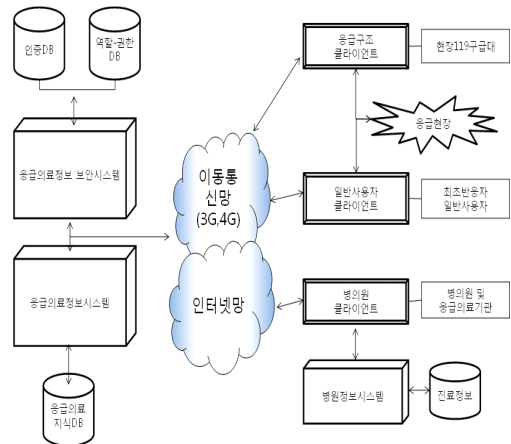 인증DB
역할-권한
DB
응급의료정보 보안시스템
응급의료정보시스템
응급의료
지식DB
이동통
신망
(3G,4G)
인터넷망
응급구조
클라이언트
현장119구급대
응급현장
일반사용자
클라이언트
최초반응자
일반사용자
병의원
클라이언트
병의원 및
응급의료기관
병원정보시스템
진료정보